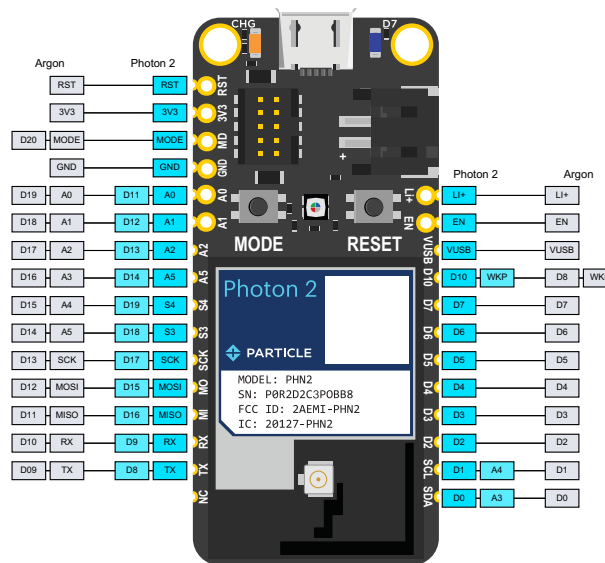 CHG D7
Argon Photon 2
RST RST RST
3V3 3V3 3V3
D20 MODE MODE MD
GND GND GND
+
Photon 2 Argon
D19 A0 D11 A0 A0 Li+ LI+ LI+
D18 A1 D12 A1 A1 EN EN EN
MODE RESET
D17 A2 D13 A2 A2 VUSB VUSB VUSB
D16 A3 D14 A5 A5 D10 D10 WKP D8
D15 A4 D19 S4 S4 D7 D7 D7
Photon 2
D14 A5 D18 S3 S3 D6 D6 D6
D13 SCK D17 SCK SCK D5 D5 D5
PARTICLE
D12 MOSI D15 MOSI MO D4 D4 D4
MODEL: PHN2
SN: P0R2D2C3POBB8
D11 MISO D16 MISO MI D3 D3 D3
FCC ID: 2AEMI-PHN2
IC: 20127-PHN2
D10 RX D9 RX RX D2 D2 D2
D09 TX D8 TX TX SCL D1 A4 D1
NC SDA D0 A3 D0